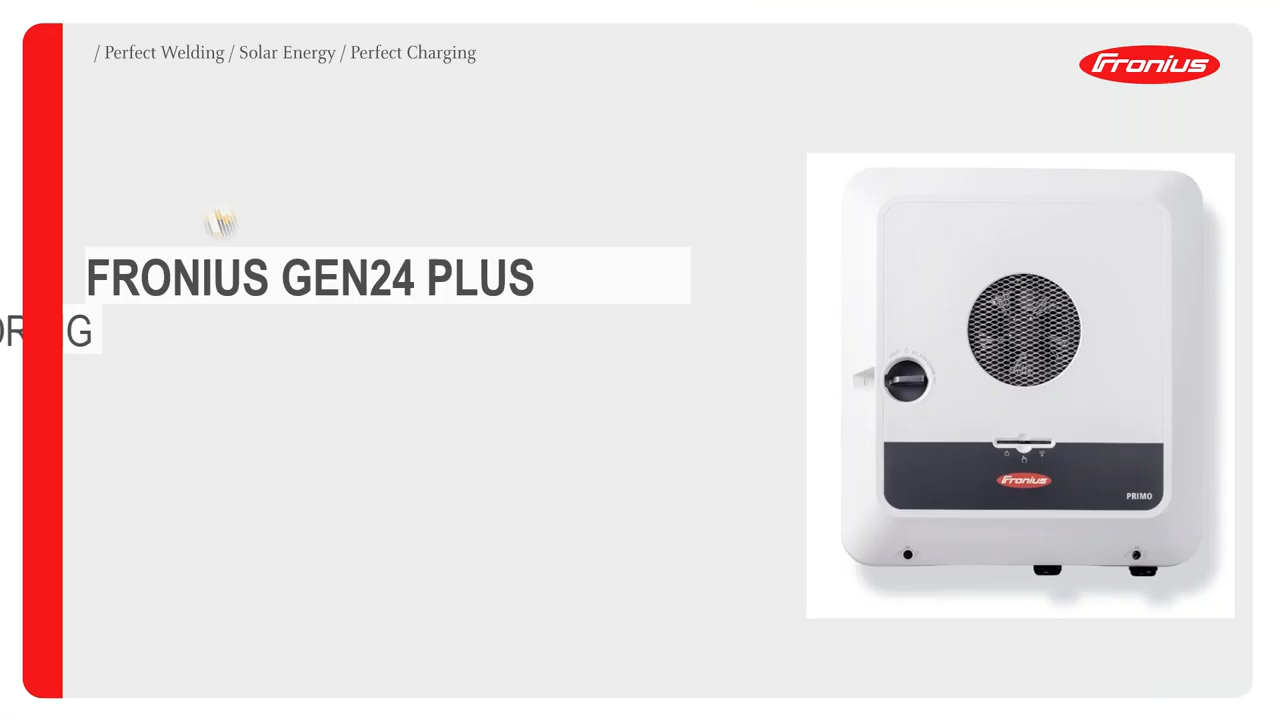 / Perfect Welding / Solar Energy / Perfect Charging
Fronius
FRONIUS GEN24 PLUS
G
Fronius
PRIMO